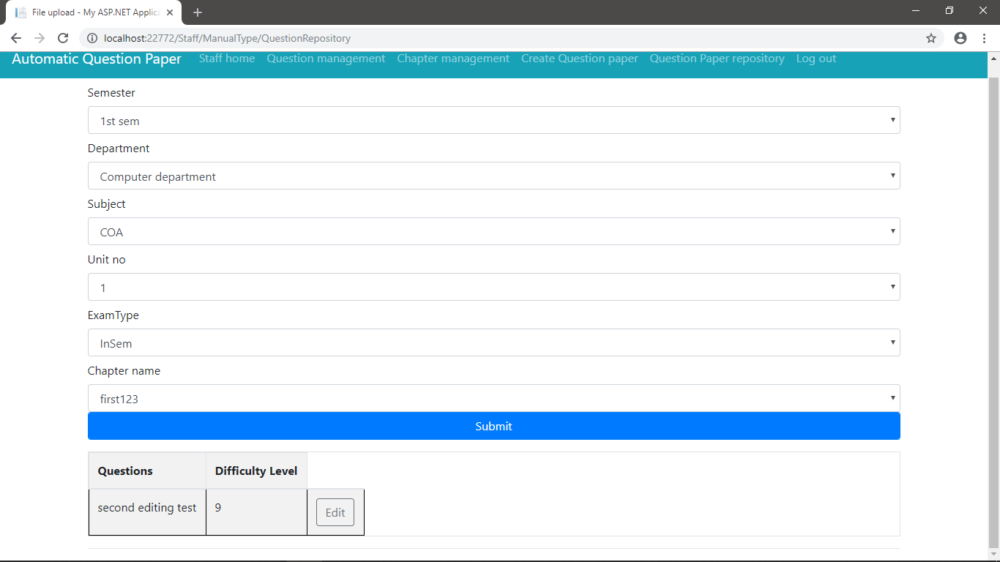 File upload - My ASP.NET Applica
localhost:22772/Staff/ManualType/QuestionRepository
Automatic Question Paper Staff home Question management Chapter management Create Question paper Question Paper repository Log out
Semester
1st sem
Department
Computer department
Subject
COA
Unit no
1
ExamType
InSem
Chapter name
first123
Submit
Questions Difficulty Level
second editing test 9 Edit